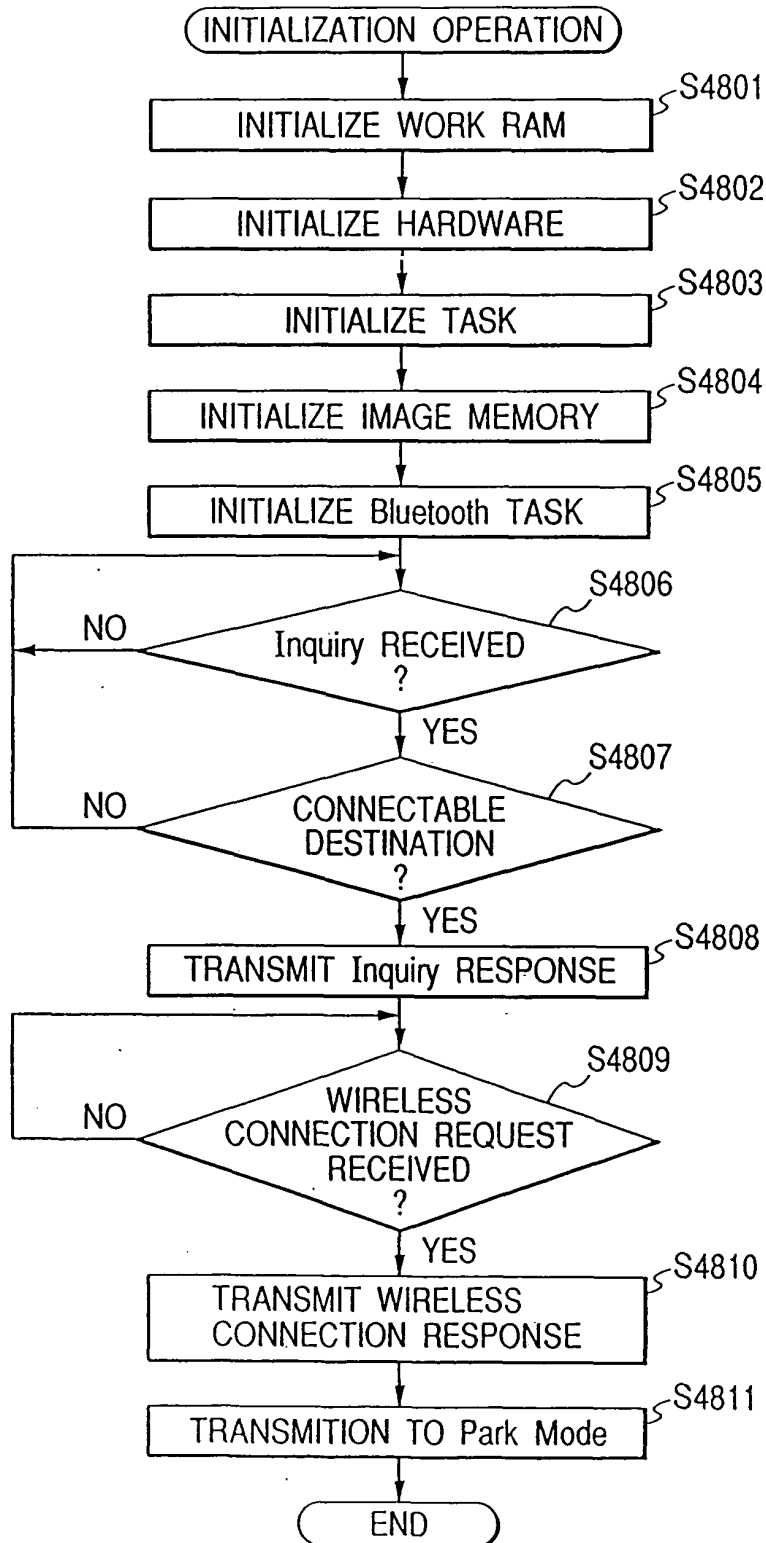 INITIALIZATION OPERATION
S4801
INITIALIZE WORK RAM
S4802
INITIALIZE HARDWARE
S4803
INITIALIZE TASK
S4804
INITIALIZE IMAGE MEMORY
S4805
INITIALIZE Bluetooth TASK
S4806
NO
Inquiry RECEIVED
?
YES
S4807
NO
CONNECTABLE
DESTINATION
?
YES
S4808
TRANSMIT Inquiry RESPONSE
S4809
NO
WIRELESS
CONNECTION REQUEST
RECEIVED
?
YES
S4810
TRANSMIT WIRELESS
CONNECTION RESPONSE
S4811
TRANSMITION TO Park Mode
END